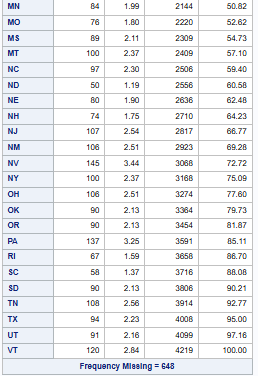 MN 84 1.99 2144 50.82
MO 76 1.80 2220 52.62
MS 89 2.11 2309 54.73
MT 100 2.37 2409 57.10
NC 97 2.30 2506 59.40
ND 50 1.19 2556 60.58
NE 80 1.90 2636 62.48
NH 74 1.75 2710 64.23
NJ 107 2.54 2817 66.77
NM 106 2.51 2923 69.28
NV 145 3.44 3068 72.72
NY 100 2.37 3168 75.09
OH 106 2.51 3274 77.60
OK 90 2.13 3364 79.73
OR 90 2.13 3454 81.87
PA 137 3.25 3591 85.11
RI 67 1.59 3658 86.70
SC 58 1.37 3716 88.08
SD 90 2.13 3806 90.21
TN 108 2.56 3914 92.77
TX 94 2.23 4008 95.00
UT 91 2.16 4099 97.16
VT 120 2.84 4219 100.00
Frequency Missing = 648